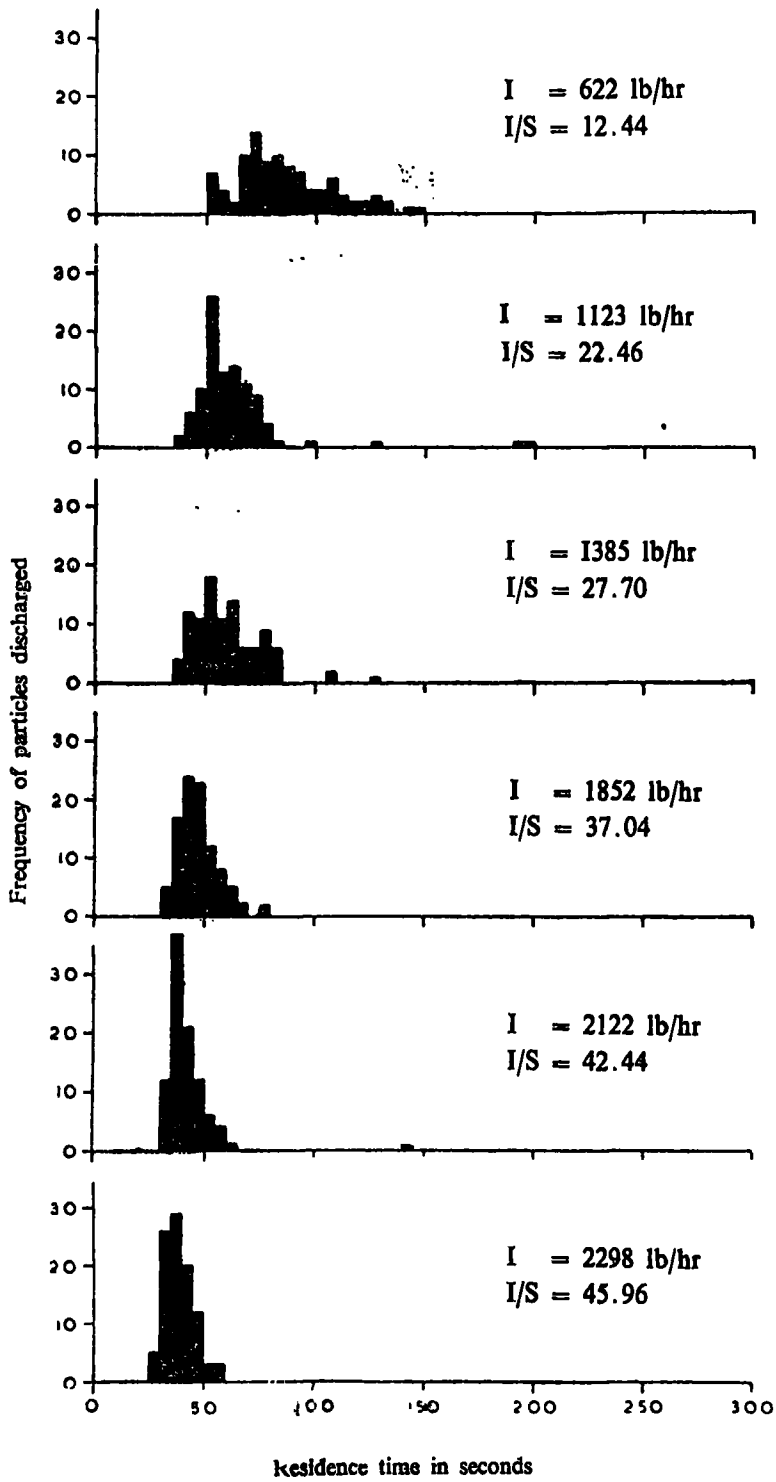 30
20
10
0
I = 622 lb/hr
I/S = 12.44
30
20
10
0
I = 1123 lb/hr
I/S = 22.46
30
20
10
0
I = I385 lb/hr
I/S = 27.70
Frequency of particles discharged
30
20
10
0
I = 1852 lb/hr
I/S = 37.04
30
20
10
0
I = 2122 lb/hr
I/S = 42.44
30
20
10
0
I = 2298 lb/hr
I/S = 45.96
0 50 100 150 200 250 300
Residence time in seconds